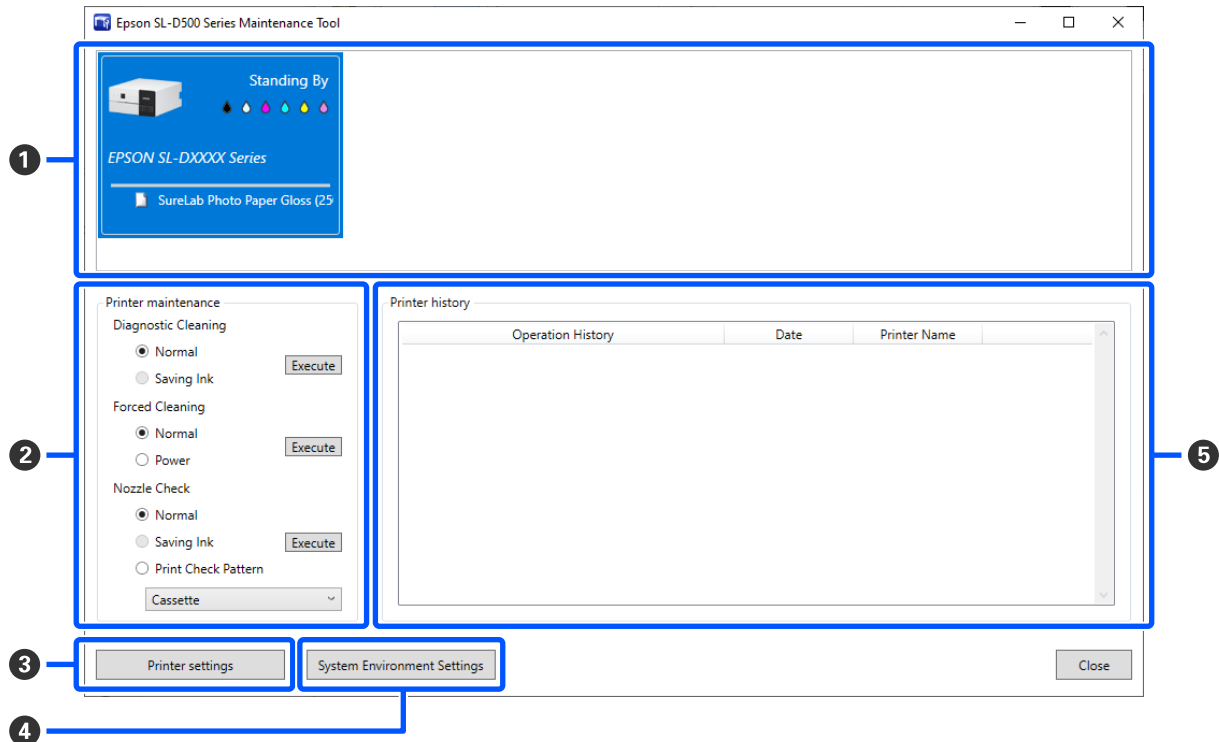 Epson SL-D500 Series Maintenance Tool
Standing By
EPSON SL-DXXXX Series
SureLab Photo Paper Gloss (25
1
Printer maintenance
Diagnostic Cleaning
Normal
Saving Ink
Execute
Forced Cleaning
Normal
Power
Execute
Nozzle Check
Normal
Saving Ink
Execute
Print Check Pattern
Cassette
2
Printer history
Operation History Date Printer Name
5
3
Printer settings
System Environment Settings
Close
4